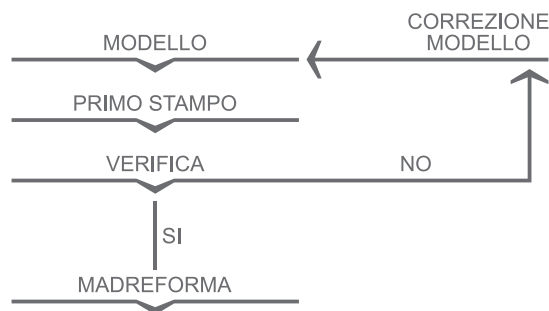 CORREZIONE
MODELLO
MODELLO
PRIMO STAMPO
VERIFICA
NO
SI
MADREFORMA